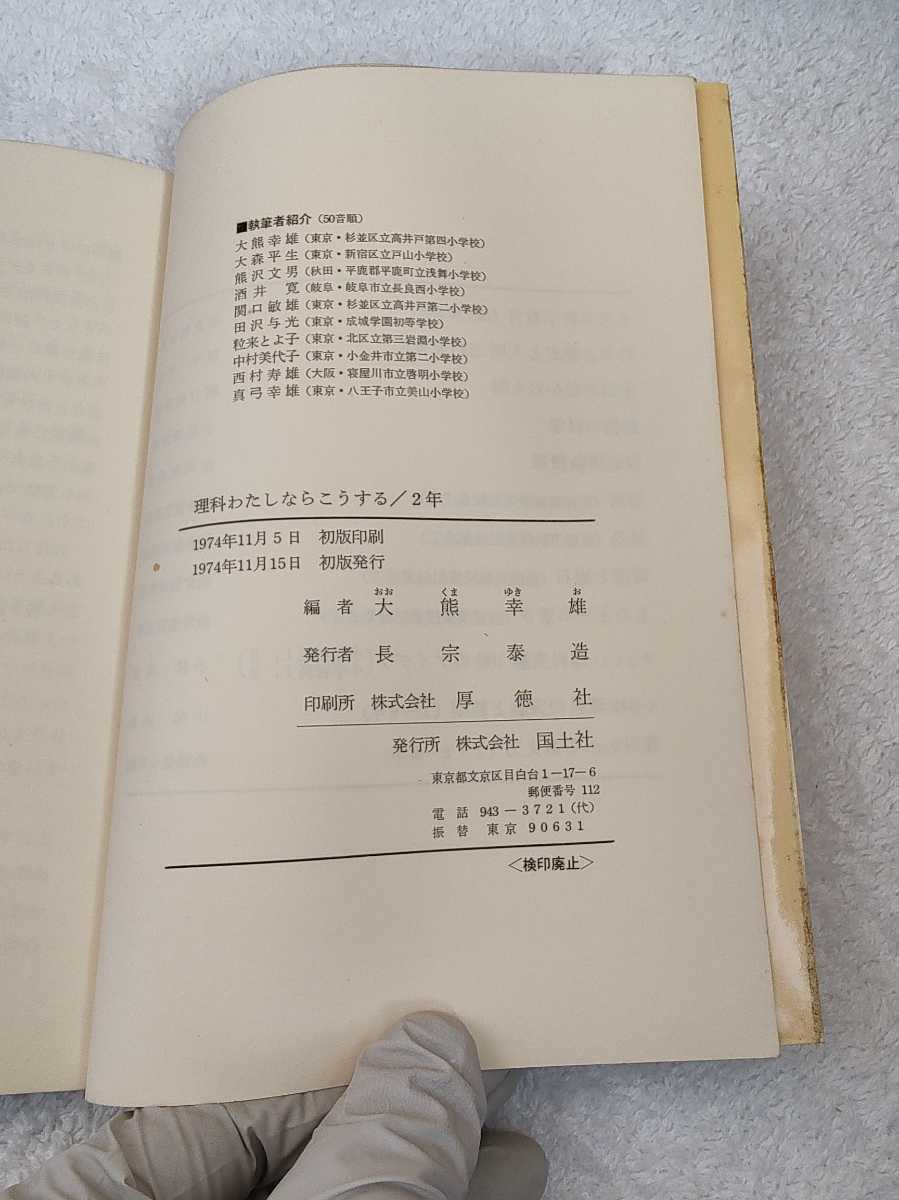 ■執筆者紹介（50音順）
大熊幸雄（東京・杉並区立高井戸第四小学校）
大森平生（東京・新宿区立戸山小学校）
熊沢文男（秋田・平鹿郡平鹿町立浅舞小学校）
酒井　寛（岐阜・岐阜市立長良西小学校）
関口敏雄（東京・杉並区立高井戸第二小学校）
田沢与光（東京・成城学園初等学校）
粒来とよ子（東京・北区立第三岩淵小学校）
中村美代子（東京・小金井市立第二小学校）
西村寿雄（大阪・寝屋川市立啓明小学校）
真弓幸雄（東京・八王子市立美山小学校）
理科わたしならこうする／2年
1974年11月5日　初版印刷
1974年11月15日　初版発行
おお　くま　ゆき　お
編　者　大　熊　幸　雄
発行者　長　宗　泰　造
印刷所　株式会社　厚　徳　社
発行所　株式会社　国土社
東京都文京区目白台1―17―6
郵便番号 112
電　話　943―3721（代）
振　替　東京　90631
＜検印廃止＞